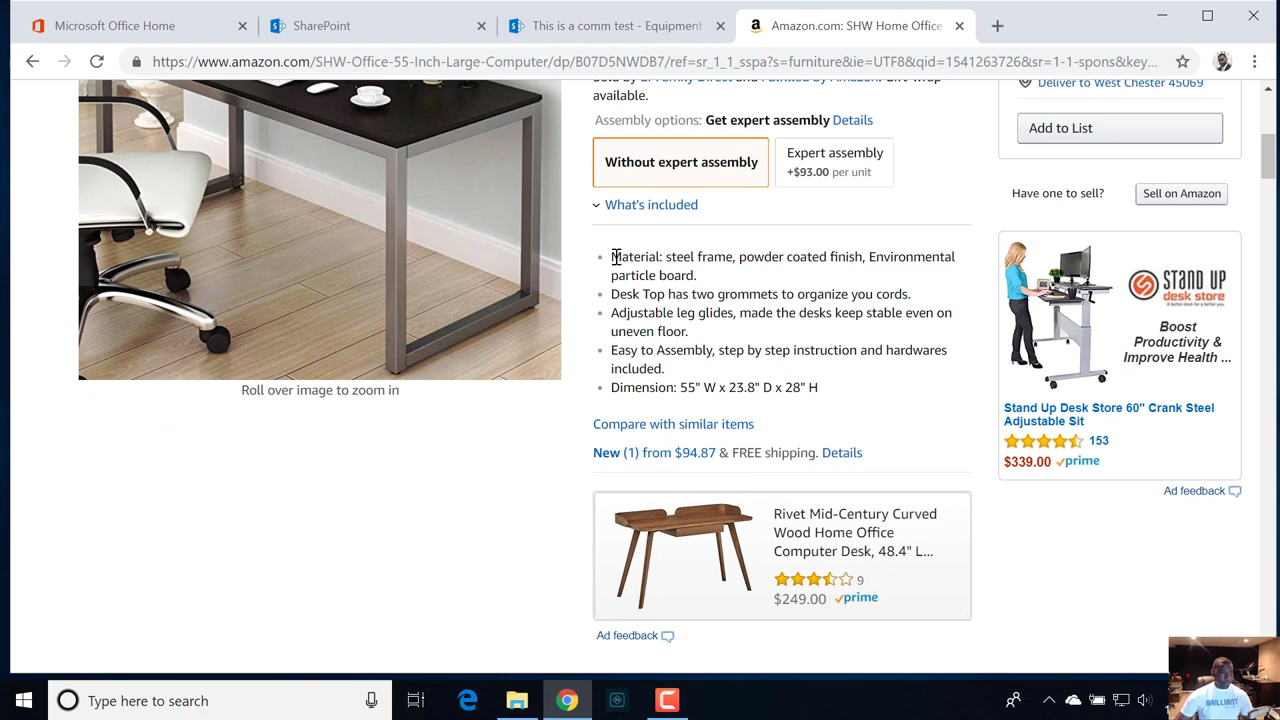 Microsoft Office Home
SharePoint
This is a comm test - Equipment
Amazon.com: SHW Home Office
https://www.amazon.com/SHW-Office-55-Inch-Large-Computer/dp/B07D5NWDB7/ref=sr_1_1_sspa?s=furniture&ie=UTF8&qid=1541263726&sr=1-1-spons&key...
available.
Deliver to West Chester 45069
Assembly options: Get expert assembly Details
Add to List
Without expert assembly
Expert assembly
+$93.00 per unit
Have one to sell?
Sell on Amazon
What's included
Material: steel frame, powder coated finish, Environmental
particle board.
Desk Top has two grommets to organize you cords.
Adjustable leg glides, made the desks keep stable even on
uneven floor.
Easy to Assembly, step by step instruction and hardwares
included.
Dimension: 55" W x 23.8" D x 28" H
Roll over image to zoom in
STAND UP
desk store
Boost
Productivity &
Improve Health ...
Stand Up Desk Store 60" Crank Steel
Adjustable Sit
153
$339.00 prime
Ad feedback
Compare with similar items
New (1) from $94.87 & FREE shipping. Details
Rivet Mid-Century Curved
Wood Home Office
Computer Desk, 48.4" L...
9
$249.00 prime
Ad feedback
Type here to search
BRILLIANT